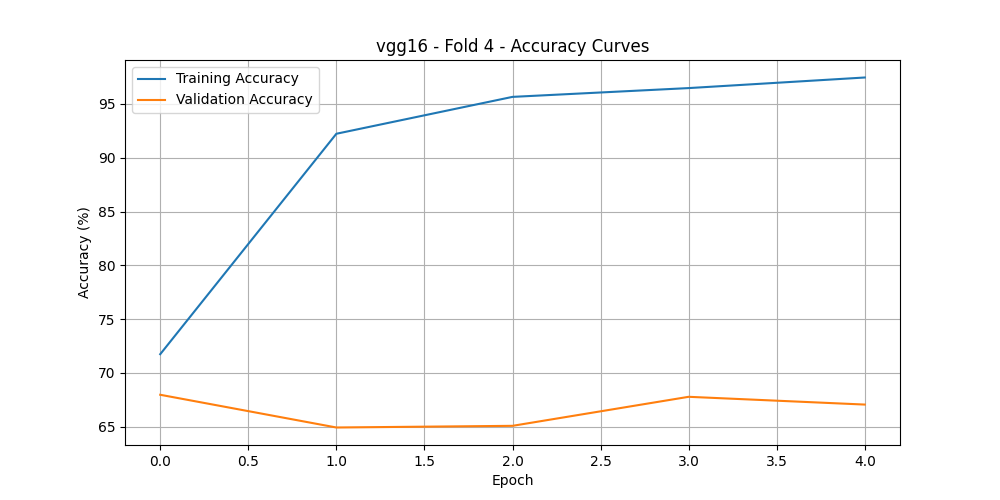 vgg16 - Fold 4 - Accuracy Curves
Training Accuracy
Validation Accuracy
Accuracy (%)
95
90
85
80
75
70
65
0.0 0.5 1.0 1.5 2.0 2.5 3.0 3.5 4.0
Epoch